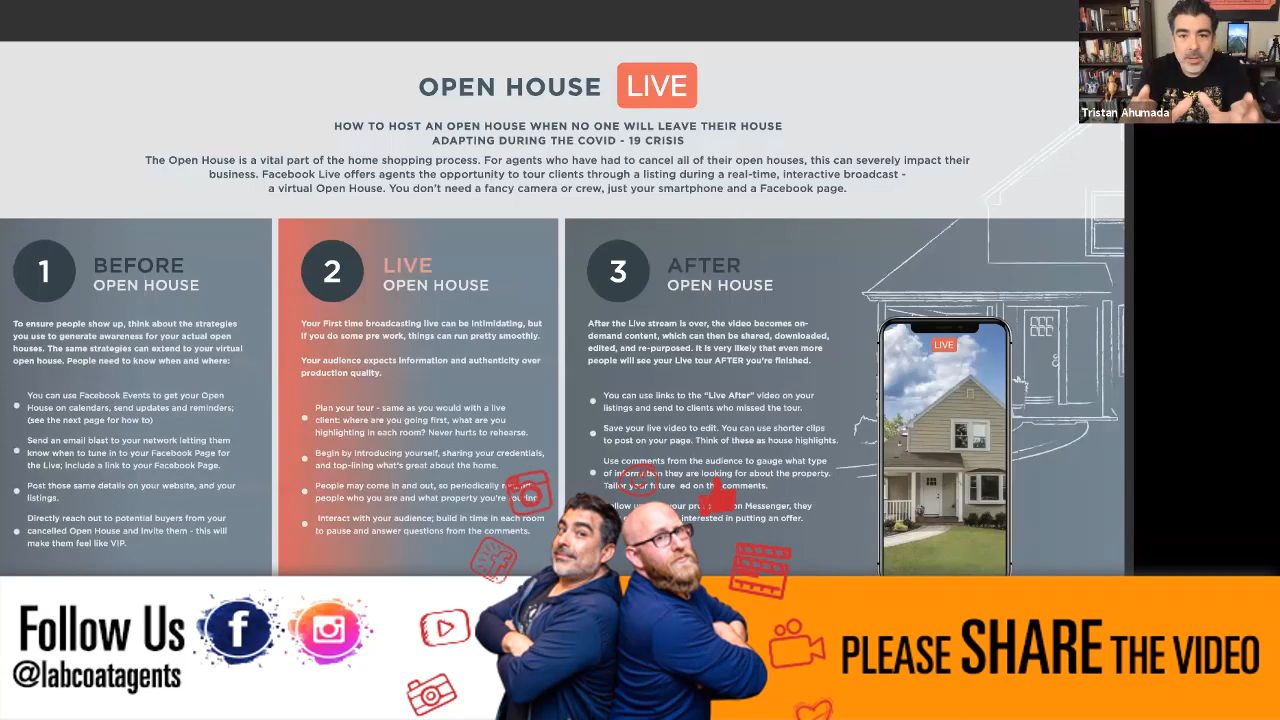 OPEN HOUSE LIVE
HOW TO HOST AN OPEN HOUSE WHEN NO ONE WILL LEAVE THEIR HOUSE
ADAPTING DURING THE COVID - 19 CRISIS
The Open House is a vital part of the home shopping process. For agents who have had to cancel all of their open houses, this can severely impact their
business. Facebook Live offers agents the opportunity to tour clients through a listing during a real-time, interactive broadcast -
a virtual Open House. You don't need a fancy camera or crew, just your smartphone and a Facebook page.
Tristan Ahumada
1
BEFORE
OPEN HOUSE
To ensure people show up, think about the strategies
you use to generate awareness for your actual open
houses. The same strategies can extend to your virtual
open house. People need to know when and where:
You can use Facebook Events to get your Open
House on calendars, send updates and reminders;
(see the next page for how to)
Send an email blast to your network letting them
know when to tune in to your Facebook Page for
the Live; include a link to your Facebook Page.
Post those same details on your website, and your
listings.
Directly reach out to potential buyers from your
cancelled Open House and invite them - this will
make them feel like VIP.
2
LIVE
OPEN HOUSE
Your First time broadcasting live can be intimidating, but
if you do some pre work, things can run pretty smoothly.
Your audience expects information and authenticity over
production quality.
Plan your tour - same as you would with a live
client: where are you going first, what are you
highlighting in each room? Never hurts to rehearse.
Begin by introducing yourself, sharing your credentials,
and top-lining what's great about the home.
People may come in and out, so periodically
people who you are and what property you're
Interact with your audience; build in time in each room
to pause and answer questions from the comments.
3
AFTER
OPEN HOUSE
After the Live stream is over, the video becomes on-
demand content, which can then be shared, downloaded,
edited, and re-purposed. It is very likely that even more
people will see your Live tour AFTER you're finished.
You can use links to the “Live After” video on your
listings and send to clients who missed the tour.
Save your live video to edit. You can use shorter clips
to post on your page. Think of these as house highlights.
Use comments from the audience to gauge what type
of information they are looking for about the property.
Tailor your future on the comments.
on Messenger, they
interested in putting an offer.
LIVE
Follow Us
@labcoatagents
PLEASE SHARE THE VIDEO